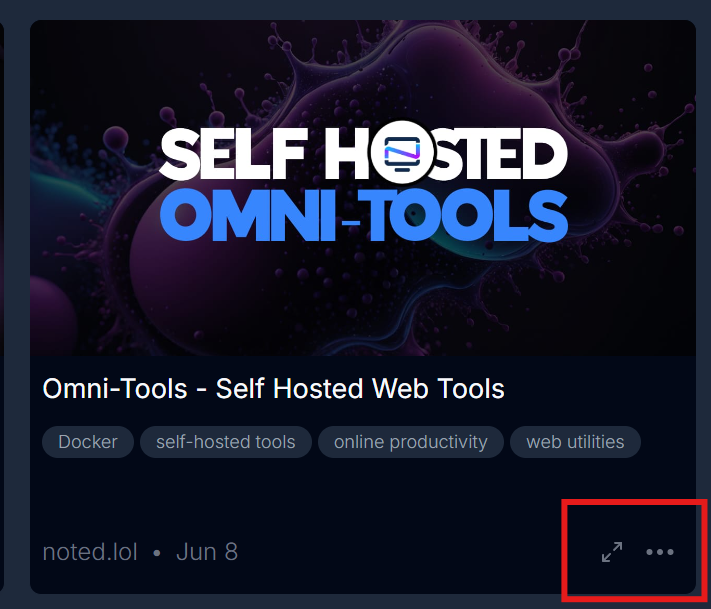 SELF HOSTED
OMNI-TOOLS
Omni-Tools - Self Hosted Web Tools
Docker self-hosted tools online productivity web utilities
noted.lol • Jun 8